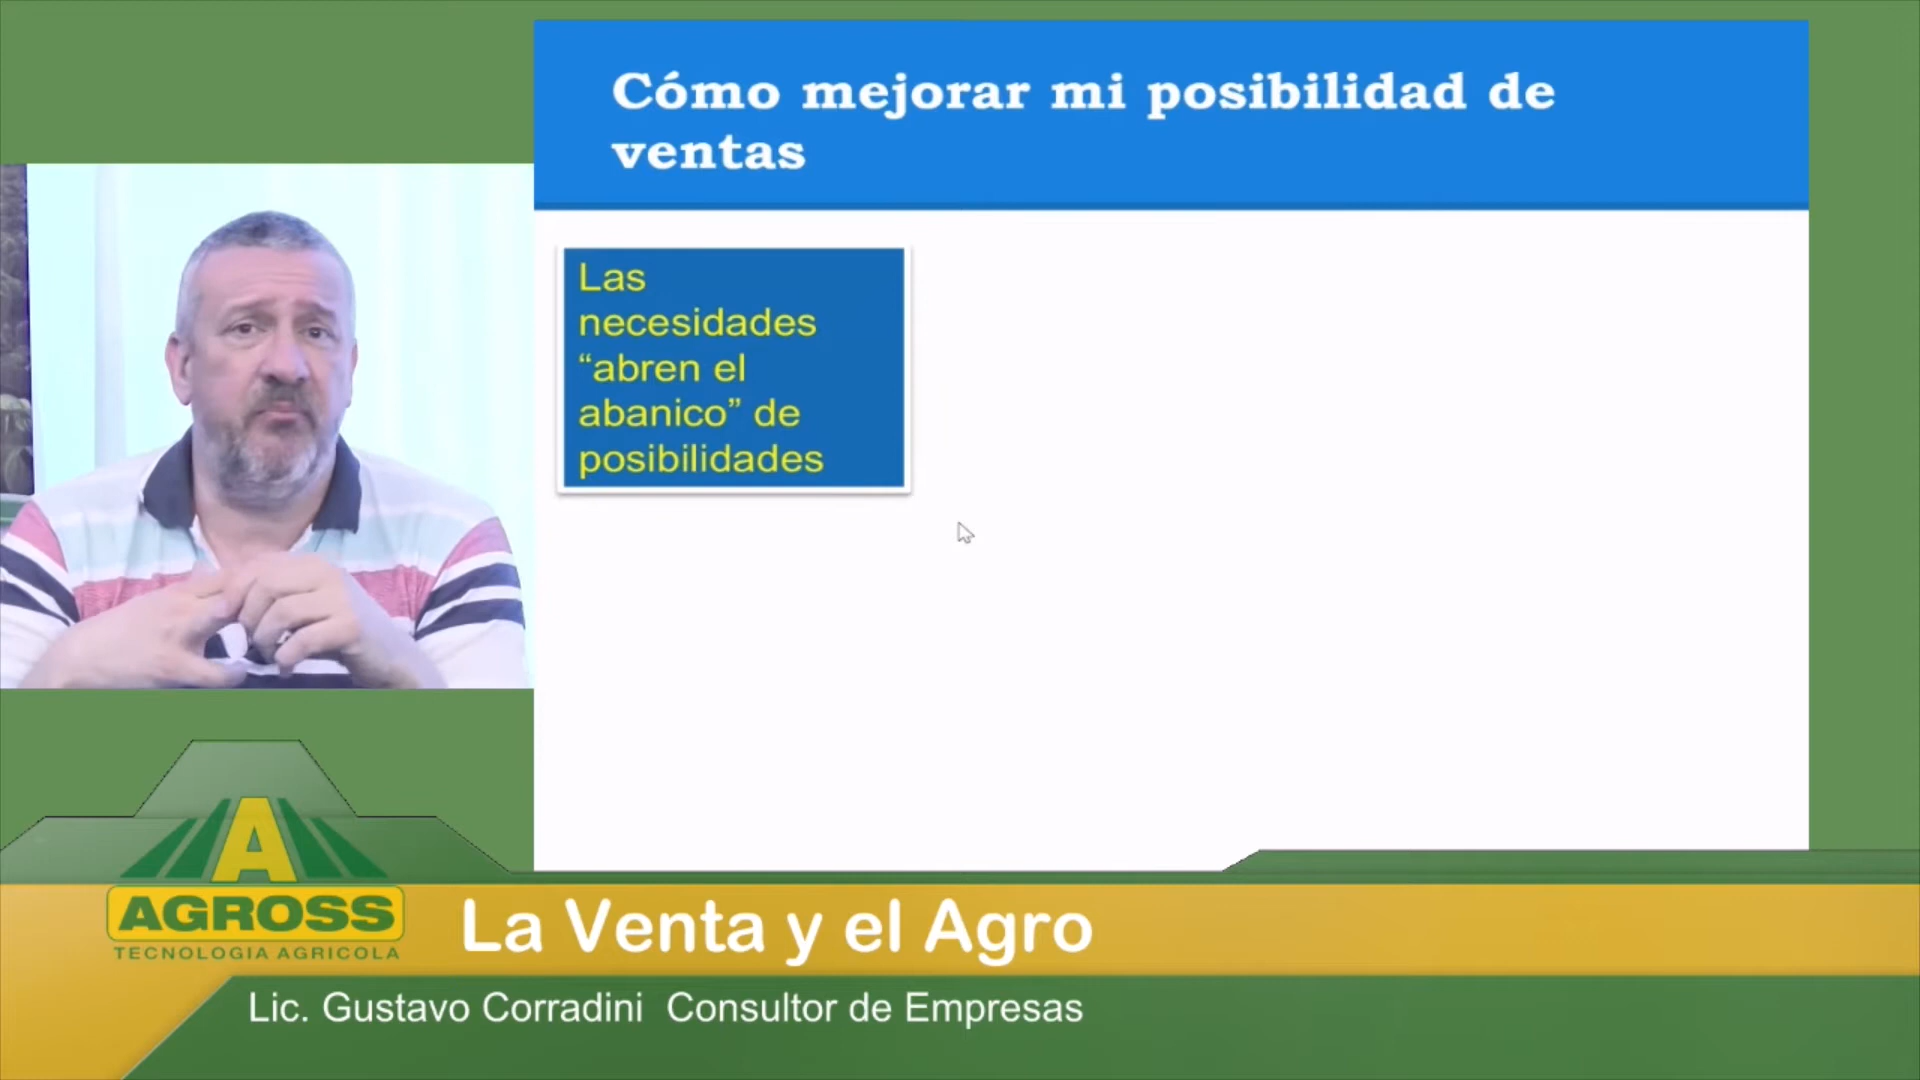 Cómo mejorar mi posibilidad de
ventas
Las
necesidades
“abren el
abanico” de
posibilidades
A
AGROSS
TECNOLOGIA AGRICOLA
La Venta y el Agro
Lic. Gustavo Corradini Consultor de Empresas